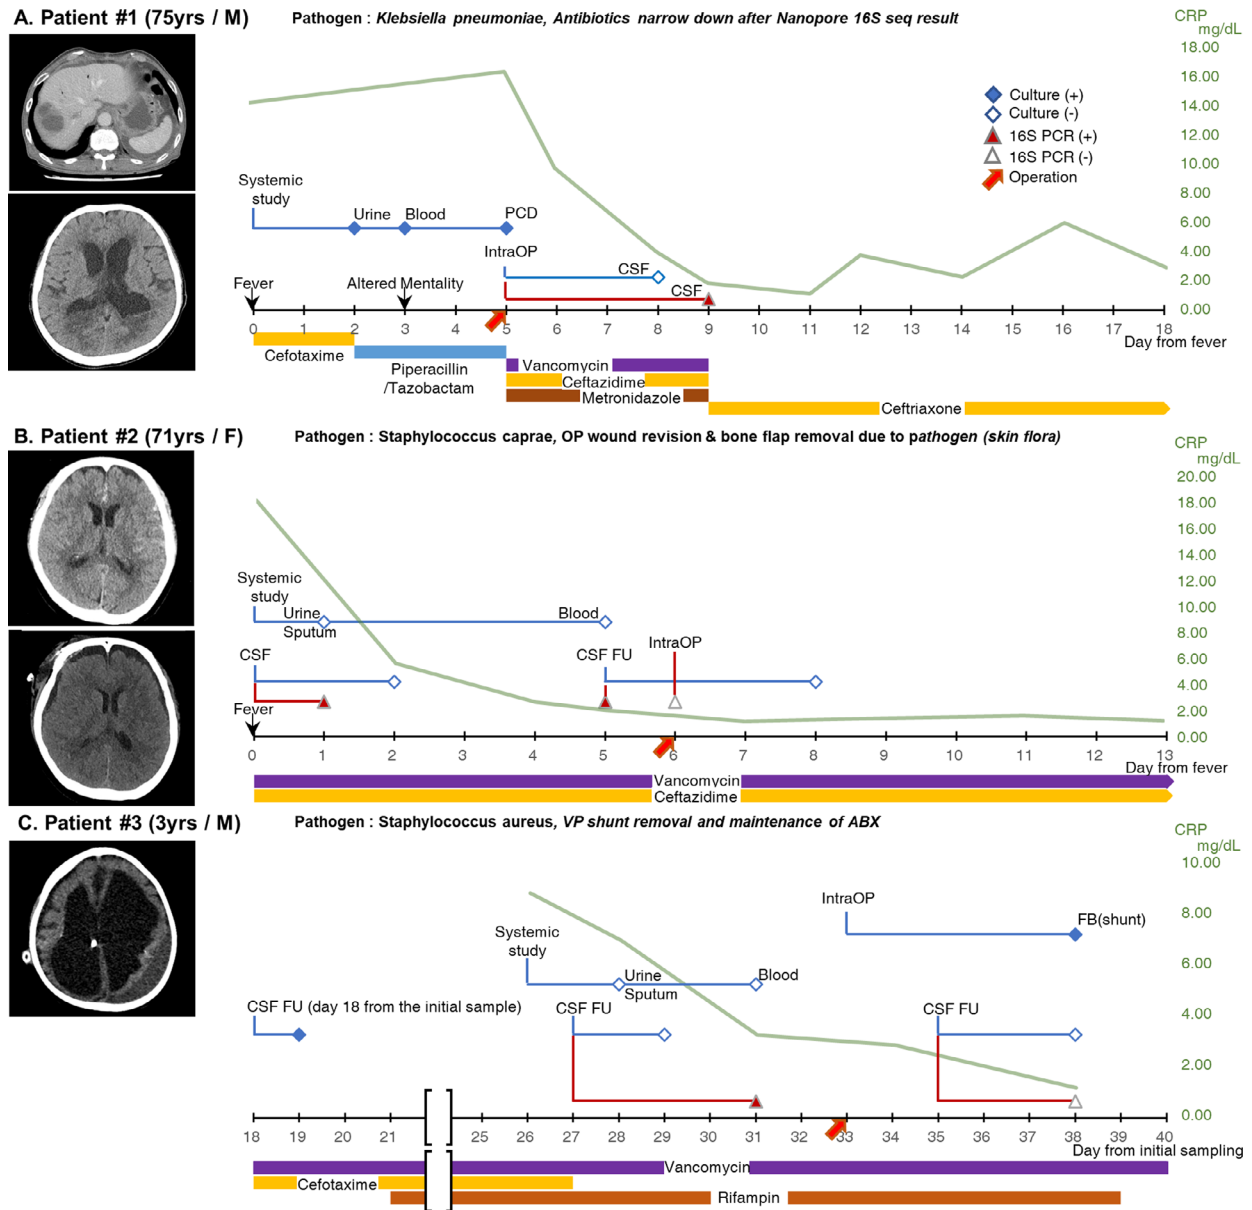 A. Patient #1 (75yrs / M)
Pathogen : Klebsiella pneumoniae, Antibiotics narrow down after Nanopore 16S seq result
CRP
mg/dL
18.00
16.00
14.00
12.00
10.00
8.00
6.00
4.00
2.00
0.00
Culture (+)
Culture (-)
16S PCR (+)
16S PCR (-)
Operation
Systemic
study
Urine
Blood
PCD
IntraOP
CSF
CSF
Fever
Altered Mentality
0 1 2 3 4 5 6 7 8 9 10 11 12 13 14 15 16 17 18
Day from fever
Cefotaxime
Piperacillin
/Tazobactam
Vancomycin
Ceftazidime
Metronidazole
Ceftriaxone
B. Patient #2 (71yrs / F)
Pathogen : Staphylococcus caprae, OP wound revision & bone flap removal due to pathogen (skin flora)
CRP
mg/dL
20.00
18.00
16.00
14.00
12.00
10.00
8.00
6.00
4.00
2.00
0.00
Systemic
study
Urine
Sputum
Blood
CSF
CSF FU
IntraOP
Fever
0 1 2 3 4 5 6 7 8 9 10 11 12 13
Day from fever
Vancomycin
Ceftazidime
C. Patient #3 (3yrs / M)
Pathogen : Staphylococcus aureus, VP shunt removal and maintenance of ABX
CRP
mg/dL
10.00
8.00
6.00
4.00
2.00
0.00
IntraOP
FB(shunt)
Systemic
study
Urine
Sputum
Blood
CSF FU (day 18 from the initial sample)
CSF FU
CSF FU
18 19 20 21 25 26 27 28 29 30 31 32 33 34 35 36 37 38 39 40
Day from initial sampling
Vancomycin
Cefotaxime
Rifampin